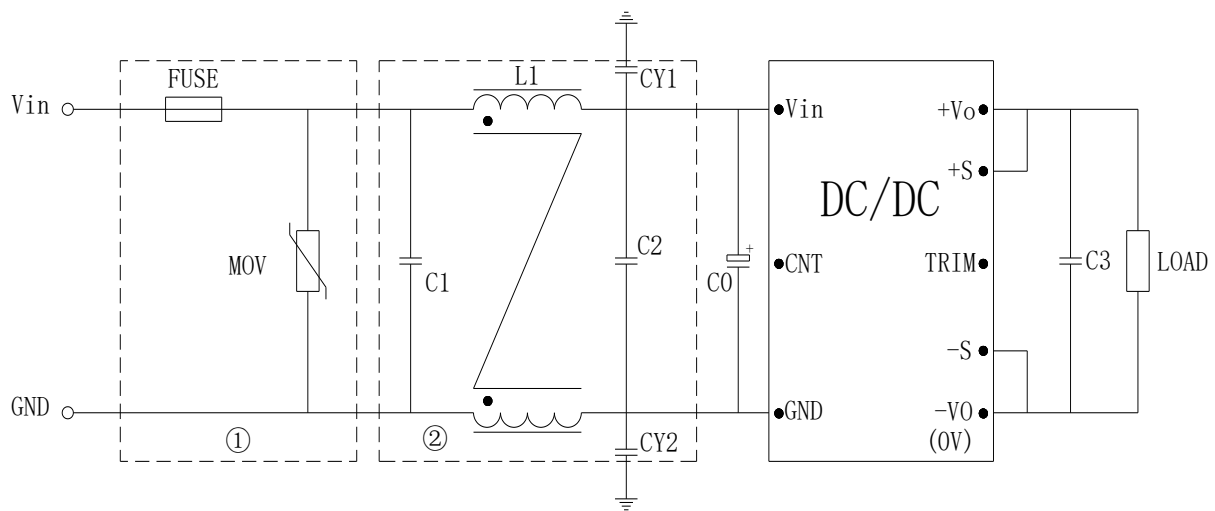 FUSE
L1
CY1
Vin
Vin
+Vo
+S
DC/DC
MOV
C1
C2
C0
+
CNT
TRIM
C3
LOAD
-S
GND
GND
-VO
(0V)
①
②
CY2